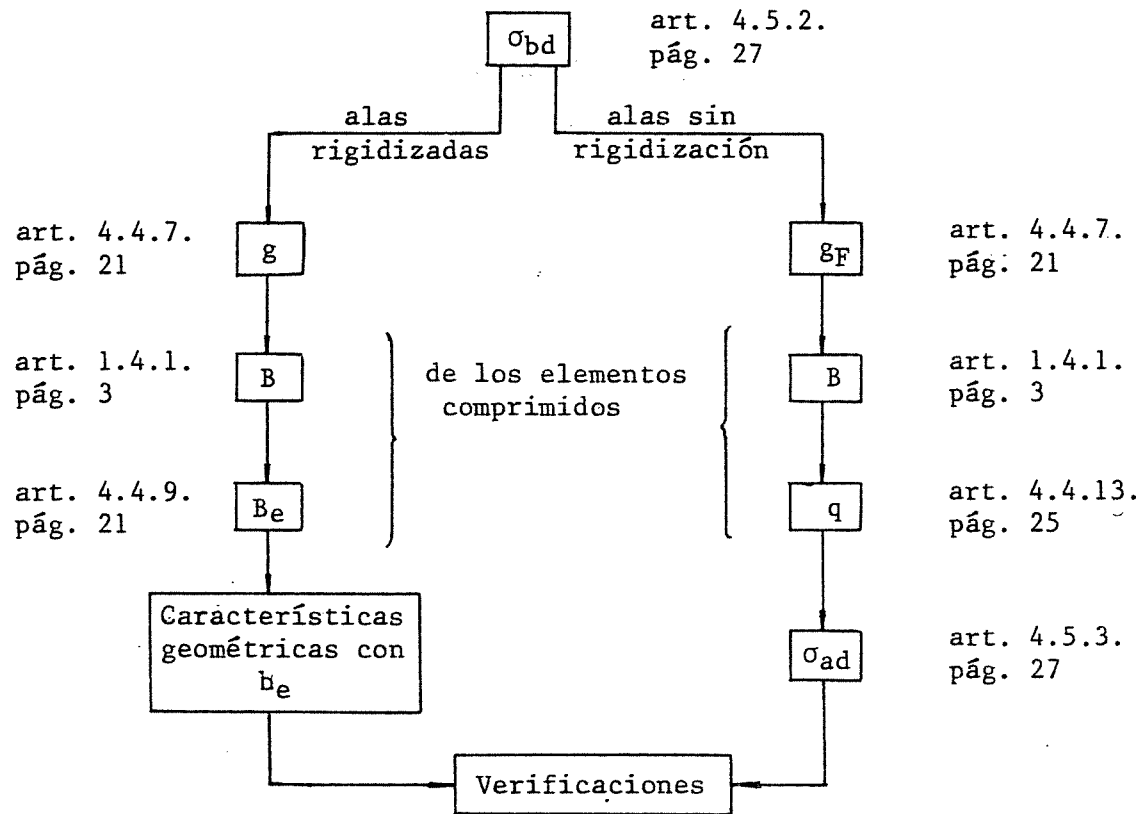 σbd
art. 4.5.2.
pág. 27
alas
rigidizadas
alas sin
rigidización
art. 4.4.7.
pág. 21
g
gF
art. 4.4.7.
pág. 21
art. 1.4.1.
pág. 3
B
de los elementos
comprimidos
B
art. 1.4.1.
pág. 3
art. 4.4.9.
pág. 21
Be
q
art. 4.4.13.
pág. 25
Características
geométricas con
be
σad
art. 4.5.3.
pág. 27
Verificaciones